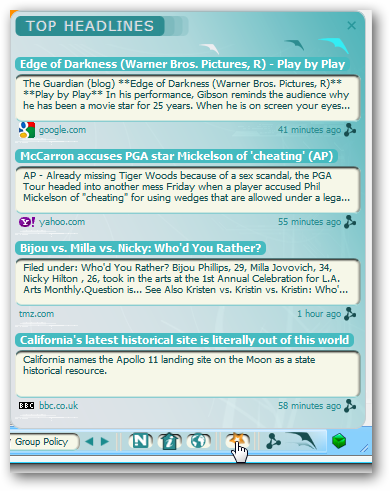 TOP HEADLINES
Edge of Darkness (Warner Bros. Pictures, R) - Play by Play
The Guardian (blog) **Edge of Darkness (Warner Bros. Pictures, R)**
**Play by Play** In his performance, Gibson reminds the audience why
he has been a movie star for 25 years. When he is on screen your eyes...
google.com 41 minutes ago
McCarron accuses PGA star Mickelson of 'cheating' (AP)
AP - Already missing Tiger Woods because of a sex scandal, the PGA
Tour headed into another mess Friday when a player accused Phil
Mickelson of "cheating" for using wedges that are allowed under a lega...
Y! yahoo.com 55 minutes ago
Bijou vs. Milla vs. Nicky: Who'd You Rather?
Filed under: Who'd You Rather? Bijou Phillips, 29, Milla Jovovich, 34,
Nicky Hilton , 26, took in the arts at the 1st Annual Celebration for L.A.
Arts Monthly.Question is... See Also Kristen vs. Kristin vs. Kristin: Who'...
tmz.com 1 hour ago
California's latest historical site is literally out of this world
California names the Apollo 11 landing site on the Moon as a state
historical resource.
BBC bbc.co.uk 58 minutes ago
Group Policy N i